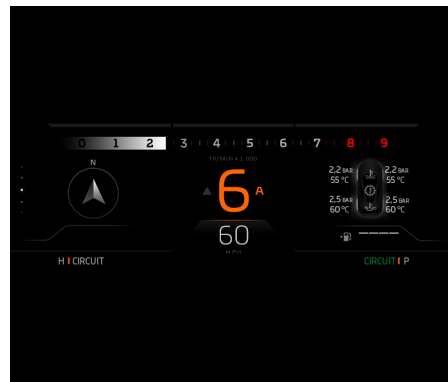 0 1 2 3 4 5 6 7 8 9
TR/MIN x 1 000
N
6 A
2,2 BAR 2,2 BAR
55 °C 55 °C
2,5 BAR 2,5 BAR
60 °C 60 °C
60
MPH
H CIRCUIT
CIRCUIT P